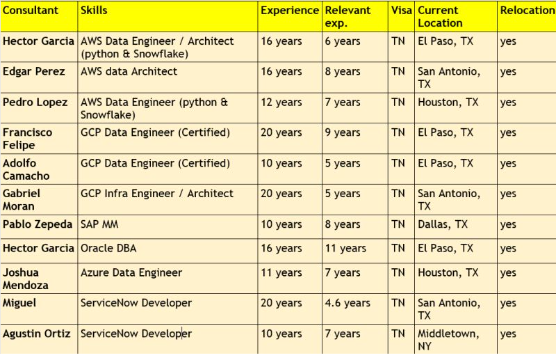 Consultant Skills Experience Relevant exp. Visa Current Location Relocation
Hector Garcia AWS Data Engineer / Architect (python & Snowflake) 16 years 6 years TN El Paso, TX yes
Edgar Perez AWS data Architect 16 years 8 years TN San Antonio, TX yes
Pedro Lopez AWS Data Engineer (python & Snowflake) 12 years 7 years TN Houston, TX yes
Francisco Felipe GCP Data Engineer (Certified) 20 years 9 years TN El Paso, TX yes
Adolfo Camacho GCP Data Engineer (Certified) 10 years 5 years TN El Paso, TX yes
Gabriel Moran GCP Infra Engineer / Architect 20 years 5 years TN San Antonio, TX yes
Pablo Zepeda SAP MM 10 years 8 years TN Dallas, TX yes
Hector Garcia Oracle DBA 16 years 11 years TN El Paso, TX yes
Joshua Mendoza Azure Data Engineer 11 years 7 years TN Houston, TX yes
Miguel ServiceNow Developer 20 years 4.6 years TN San Antonio, TX yes
Agustin Ortiz ServiceNow Developer 10 years 7 years TN Middletown, NY yes